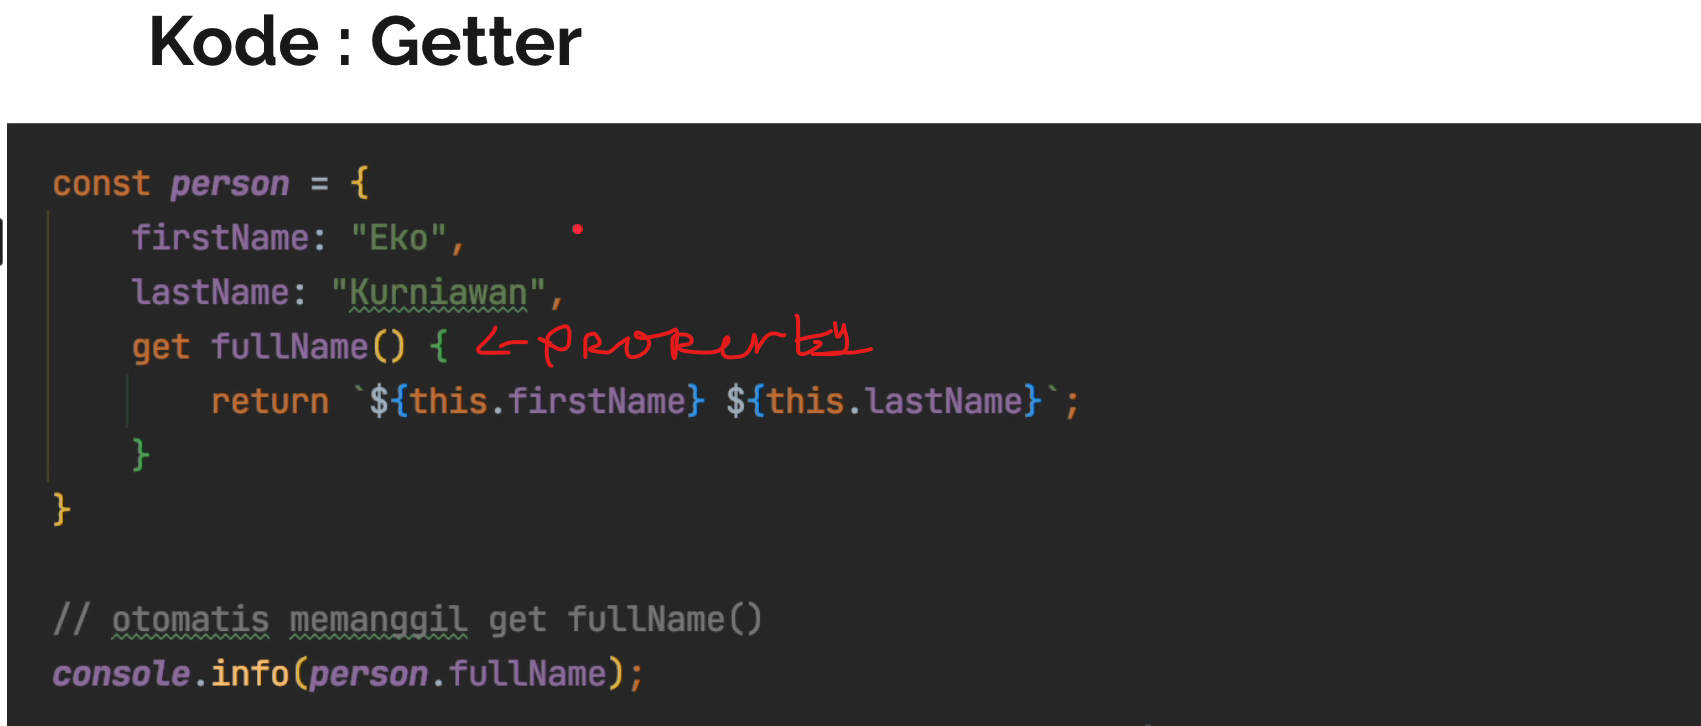 Kode : Getter
const person = {
firstName: "Eko",
lastName: "Kurniawan",
get fullName() { <- property
return `${this.firstName} ${this.lastName}`;
}
}
// otomatis memanggil get fullName()
console.info(person.fullName);